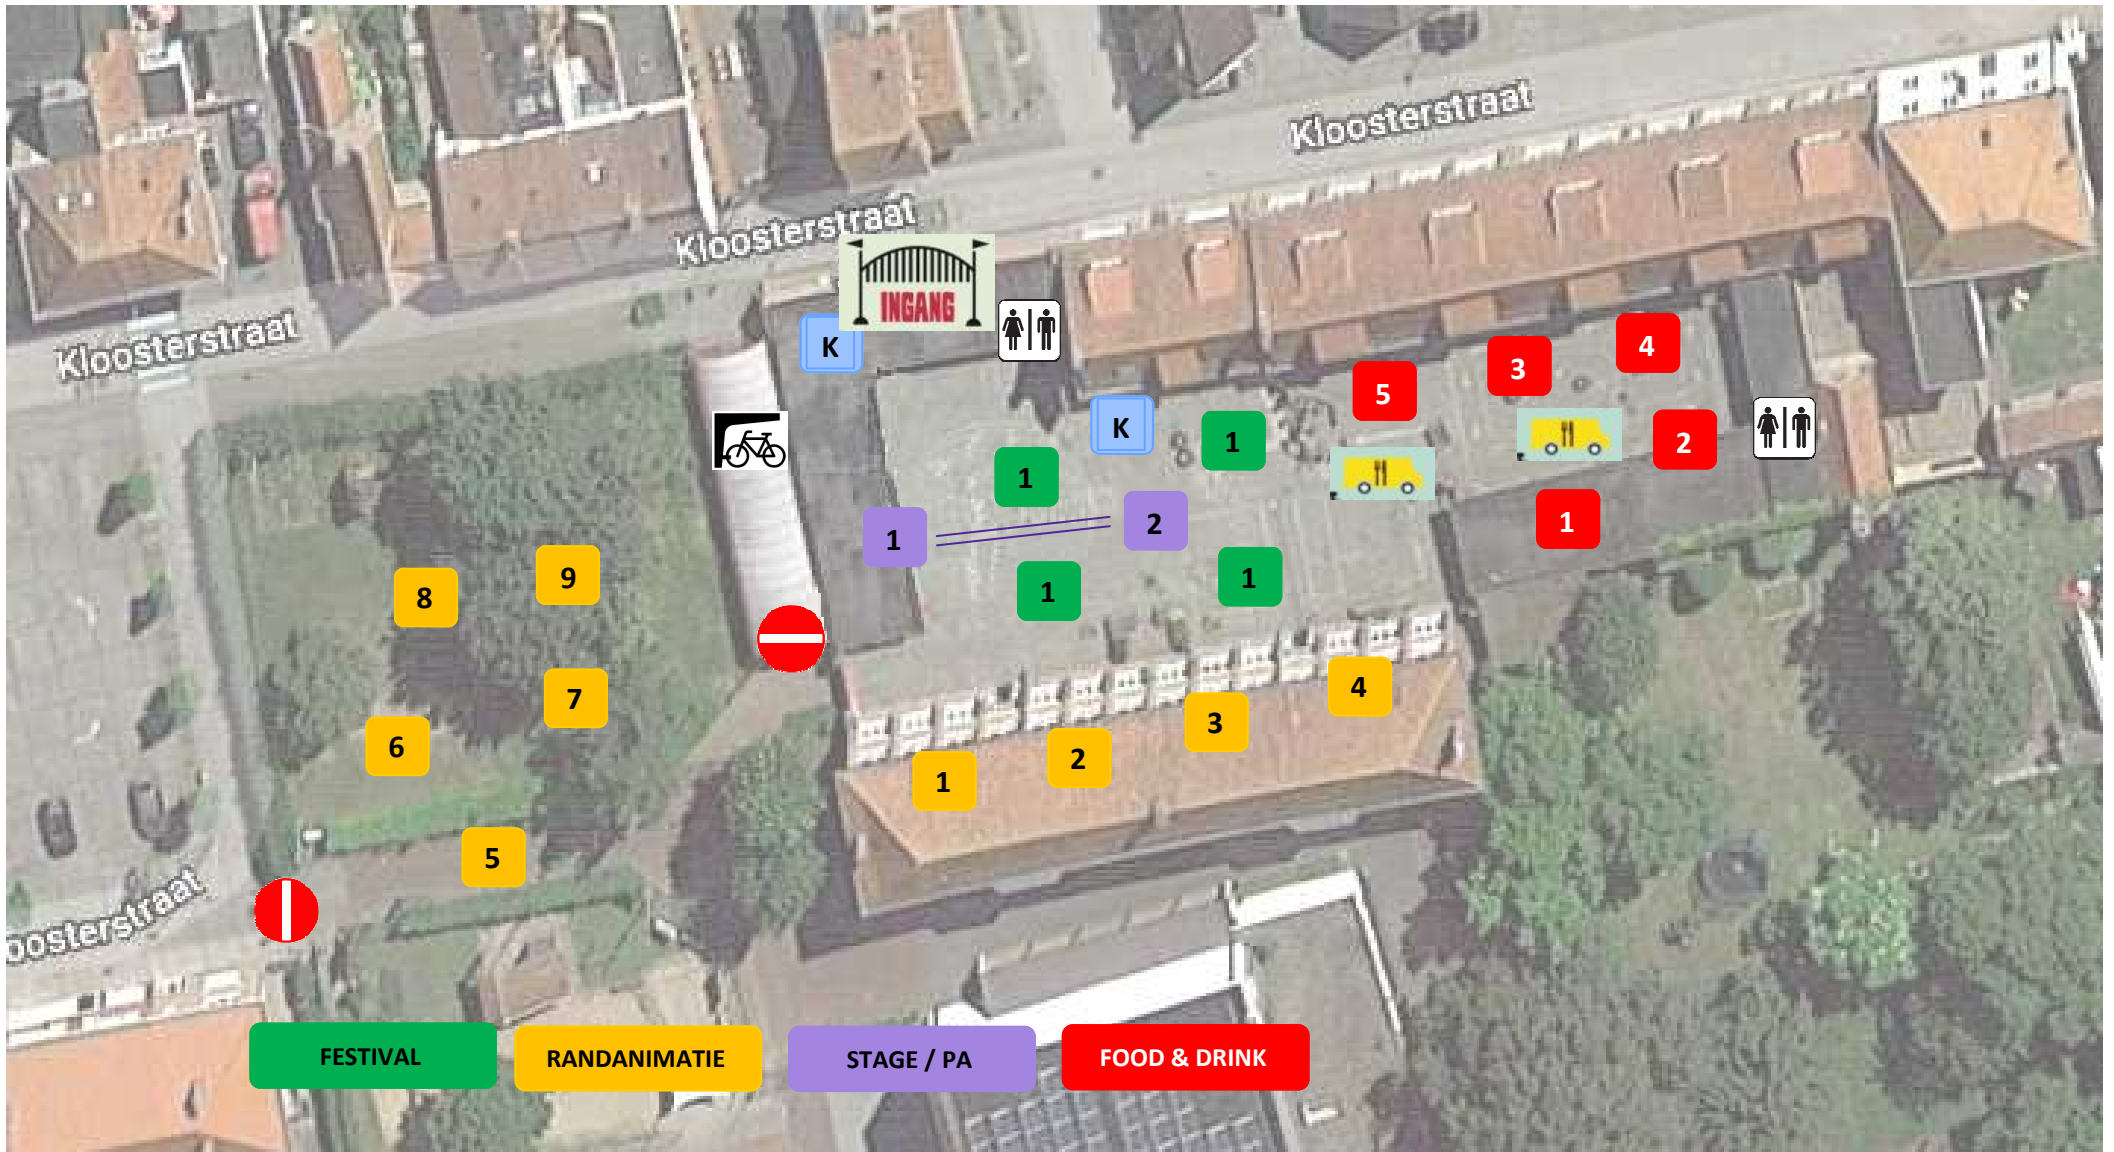 Kloosterstraat
Kloosterstraat
Kloosterstraat
INGANG
K
4
3
5
K
1
2
1
1
1
2
1
9
1
8
1
4
7
3
6
2
1
5
oosterstraat
FESTIVAL
RANDANIMATIE
STAGE / PA
FOOD & DRINK